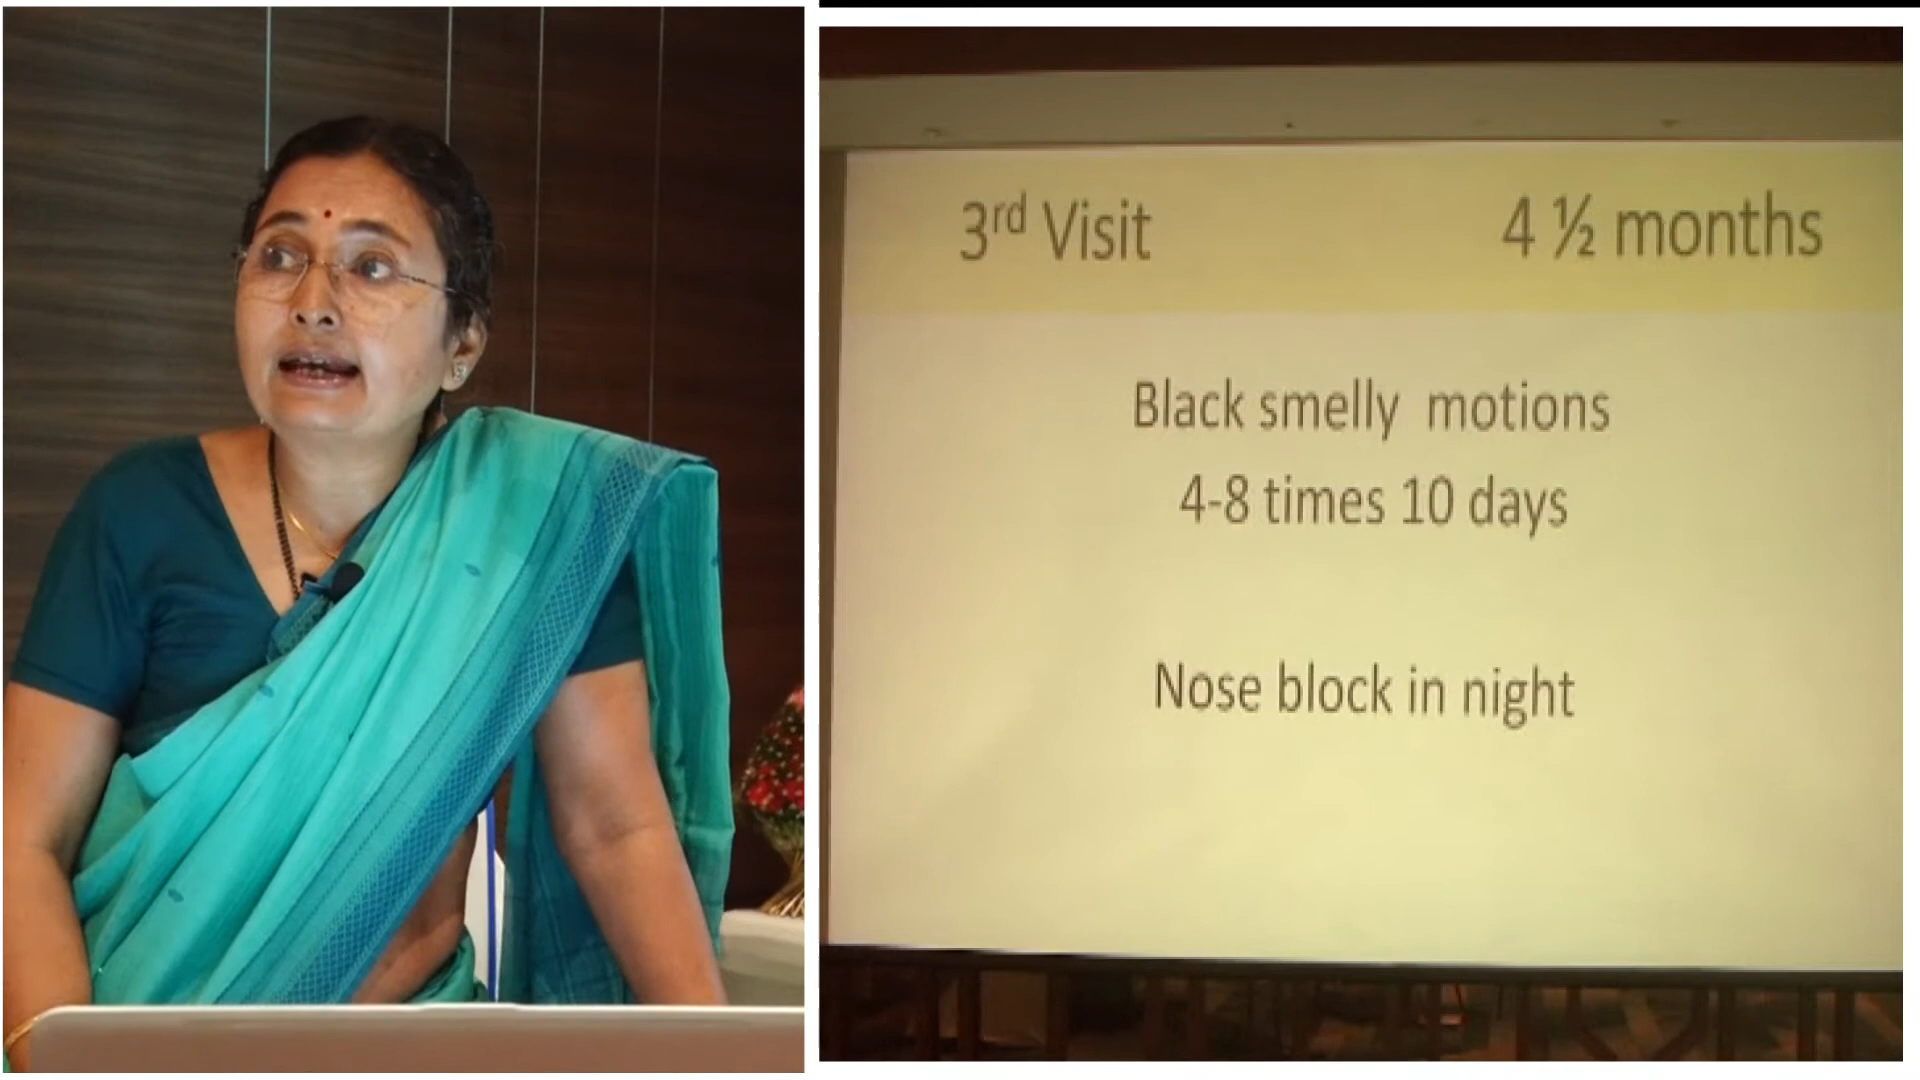 3rd Visit
4 ½ months
Black smelly motions
4-8 times 10 days
Nose block in night